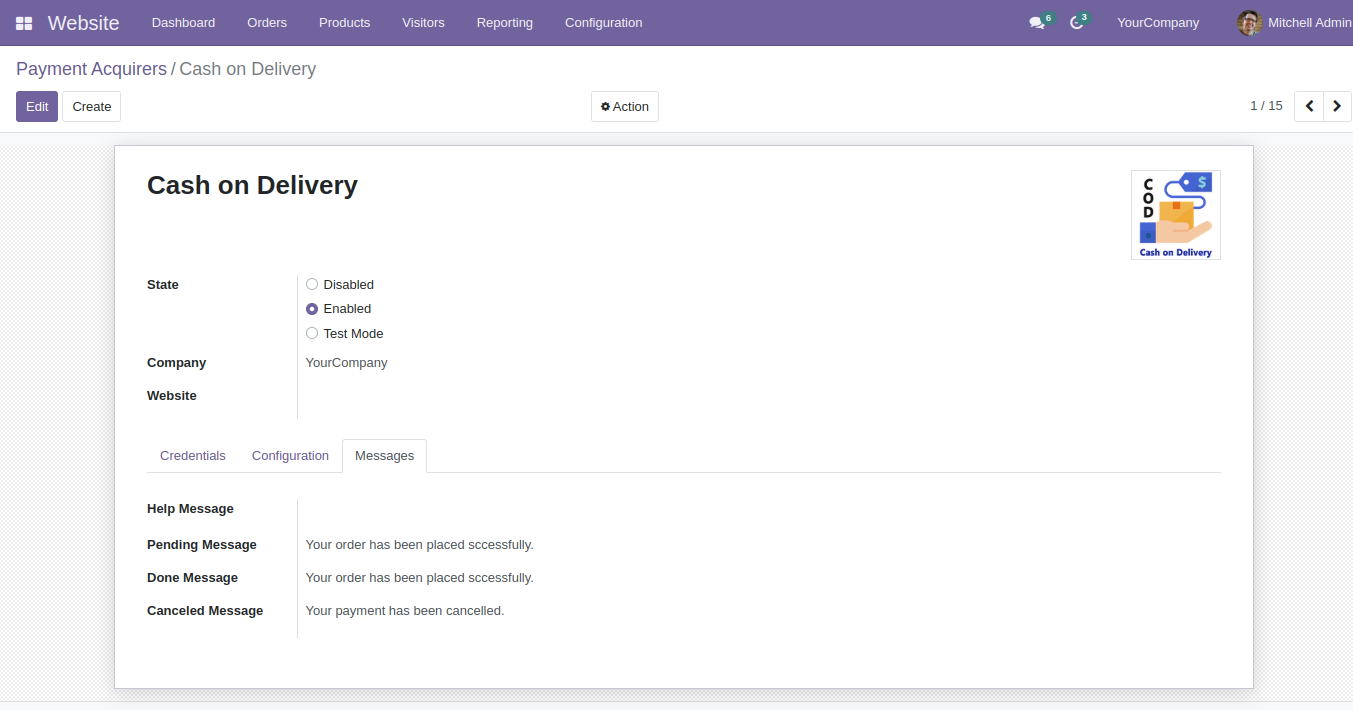 Website Dashboard Orders Products Visitors Reporting Configuration 6 3 YourCompany Mitchell Admin
Payment Acquirers / Cash on Delivery
Edit Create Action 1 / 15
Cash on Delivery
C
O
D
$
Cash on Delivery
State Disabled
Enabled
Test Mode
Company YourCompany
Website
Credentials Configuration Messages
Help Message
Pending Message Your order has been placed sccessfully.
Done Message Your order has been placed sccessfully.
Canceled Message Your payment has been cancelled.